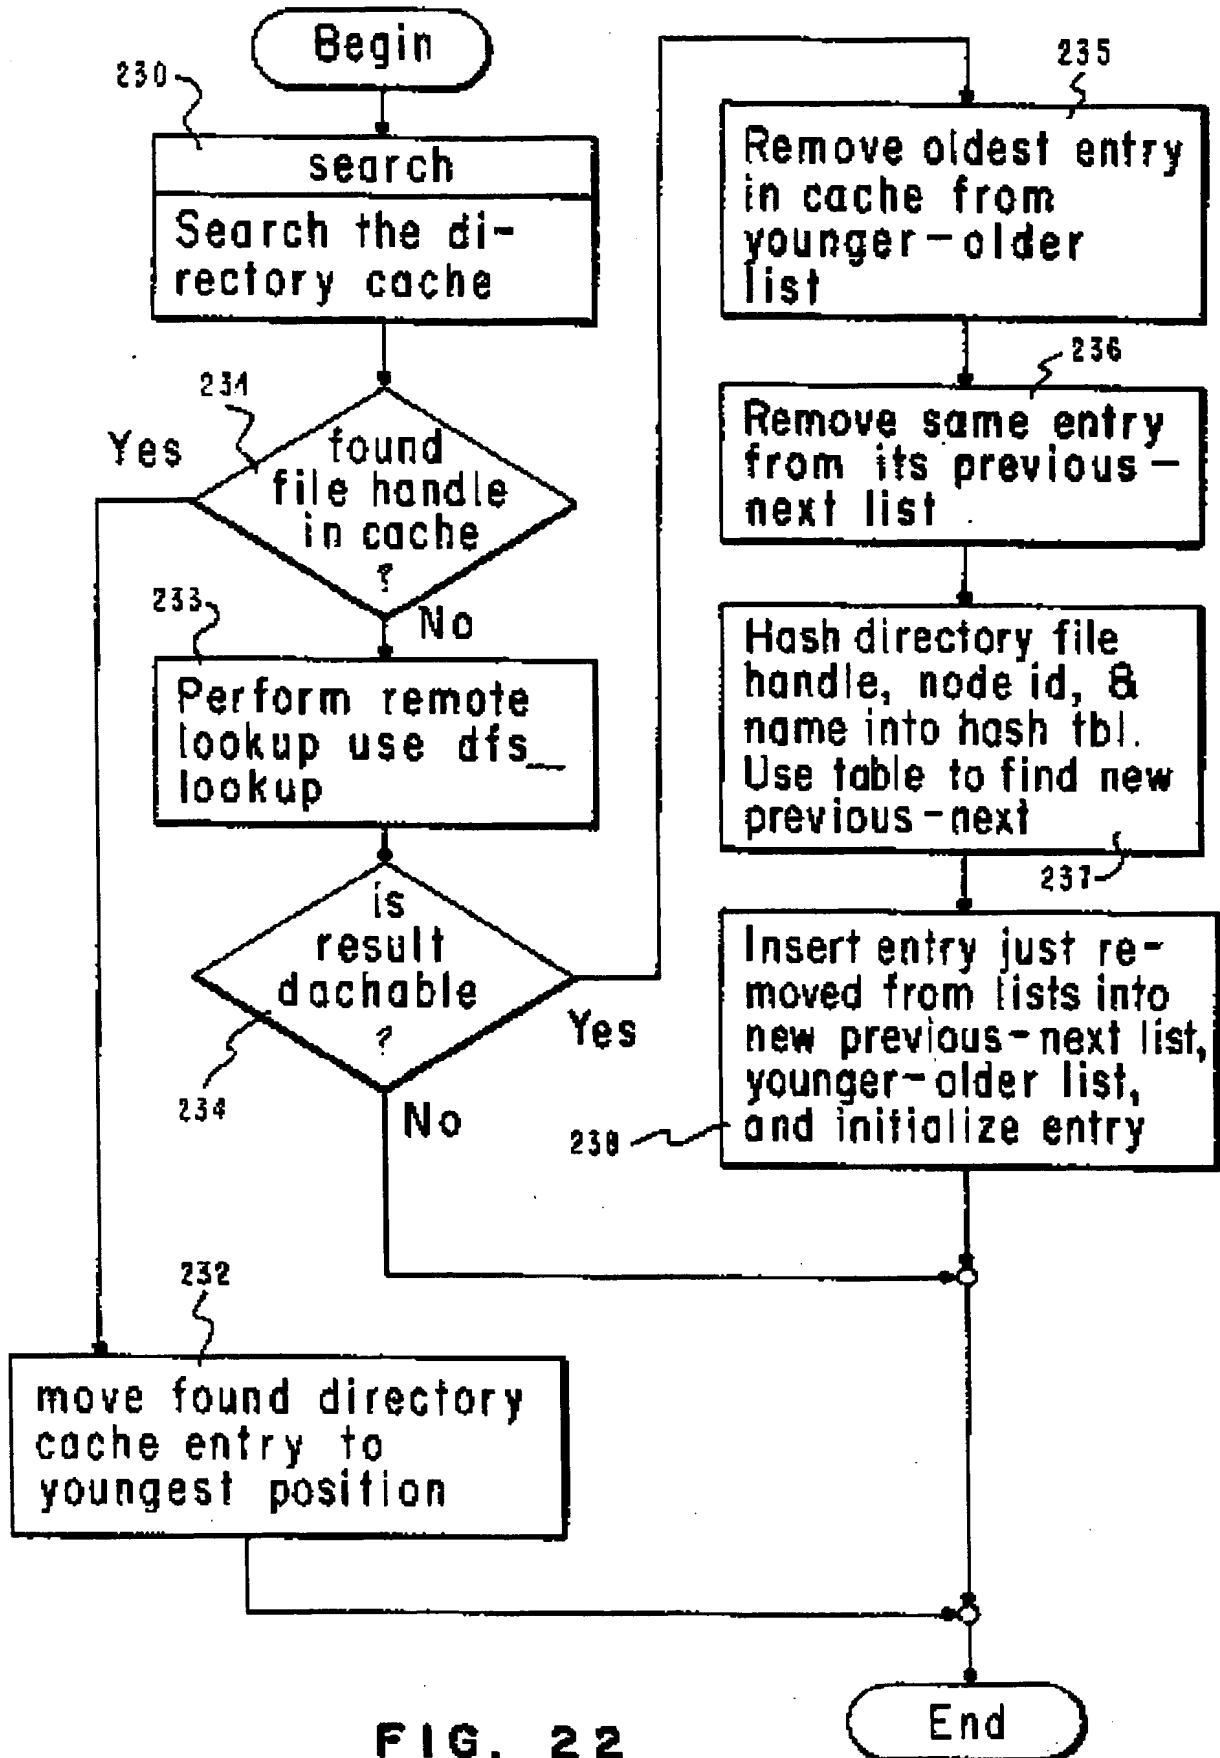 Begin
230
search
Search the di-
rectory cache
231
Yes
found
file handle
in cache
?
No
233
Perform remote
lookup use dfs_
lookup
is
result
dachable
?
Yes
234
No
232
move found directory
cache entry to
youngest position
235
Remove oldest entry
in cache from
younger-older
list
236
Remove same entry
from its previous-
next list
Hash directory file
handle, node id, &
name into hash tbl.
Use table to find new
previous-next
237
Insert entry just re-
moved from lists into
new previous-next list,
younger-older list,
and initialize entry
238
End
FIG. 22